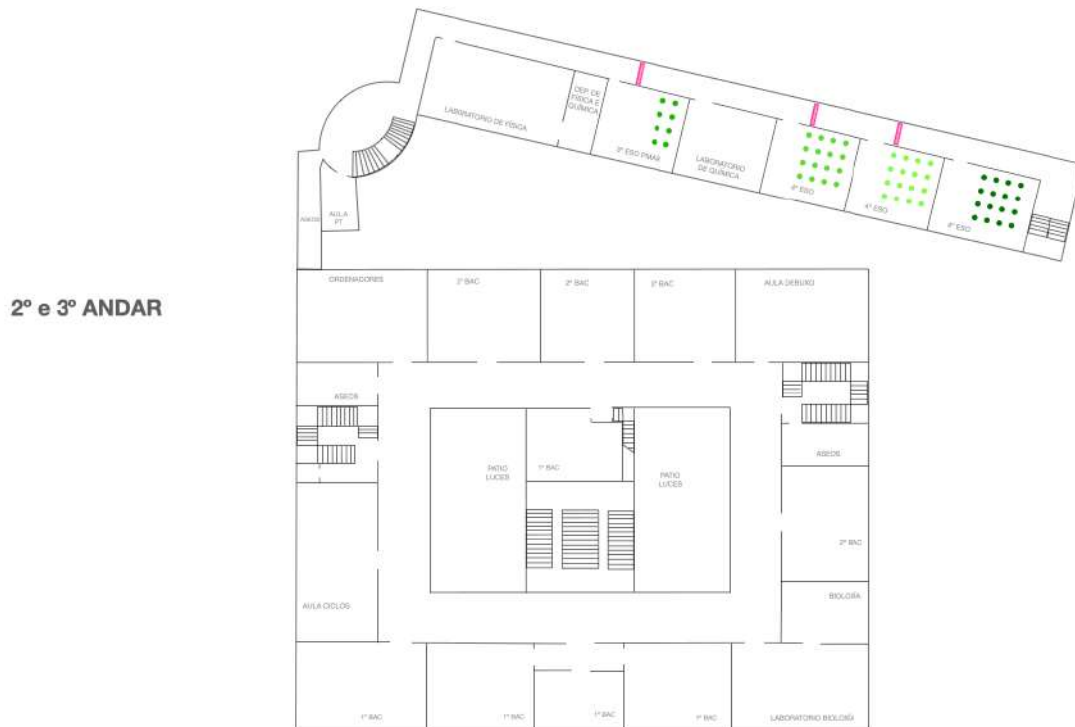 DEP. DE
FÍSICA E
QUÍMICA
LABORATORIO DE FÍSICA
3º ESO PMAR
LABORATORIO
DE QUÍMICA
4º ESO
4º ESO
4º ESO
ASEOS
AULA
PT
2º e 3º ANDAR
ORDENADORES
2º BAC
2º BAC
2º BAC
AULA DEBUXO
ASEOS
PATIO
LUCES
1º BAC
PATIO
LUCES
ASEOS
2º BAC
AULA CICLOS
BIOLOXÍA
1º BAC
1º BAC
1º BAC
1º BAC
LABORATORIO BIOLOXÍA